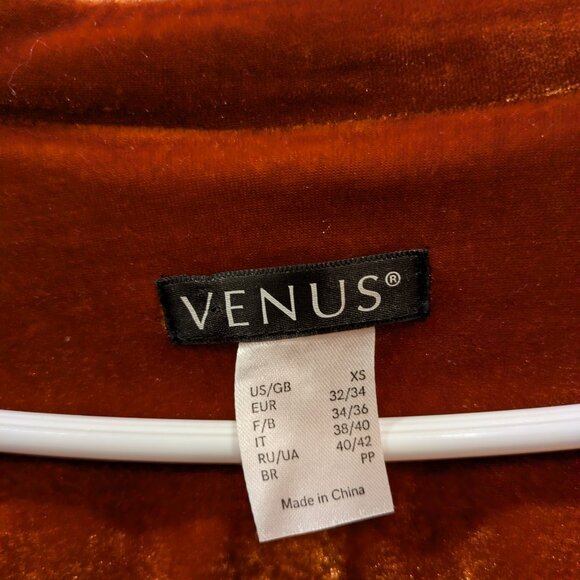 VENUS®
US/GB XS
EUR 32/34
F/B 34/36
IT 38/40
RU/UA 40/42
BR PP
Made in China